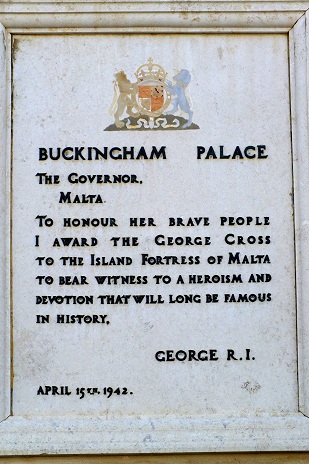 BUCKINGHAM PALACE
THE GOVERNOR,
MALTA.
TO HONOUR HER BRAVE PEOPLE
I AWARD THE GEORGE CROSS
TO THE ISLAND FORTRESS OF MALTA
TO BEAR WITNESS TO A HEROISM AND
DEVOTION THAT WILL LONG BE FAMOUS
IN HISTORY,
GEORGE R.I.
APRIL 15TH. 1942.